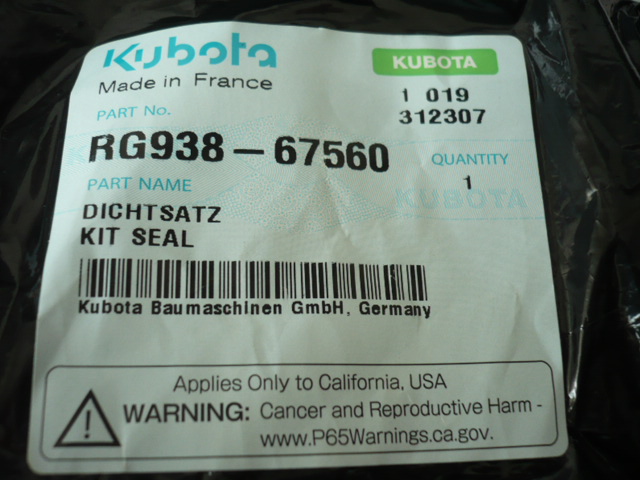 Kubota
KUBOTA
Made in France
1 019
PART No.
312307
RG938-67560
QUANTITY
PART NAME
1
KUBOTA
DICHTSATZ
KIT SEAL
Kubota Baumaschinen GmbH, Germany
Applies Only to California, USA
WARNING: Cancer and Reproductive Harm -
www.P65Warnings.ca.gov.